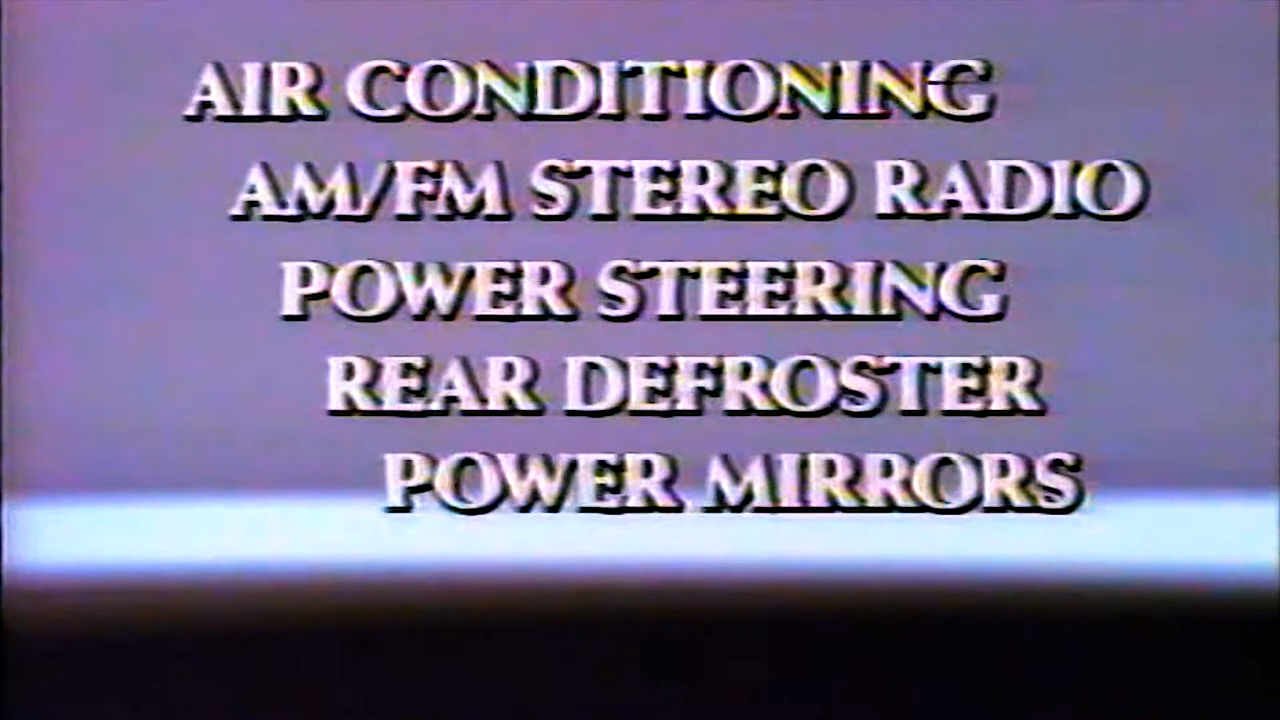 AIR CONDITIONING
AM/FM STEREO RADIO
POWER STEERING
REAR DEFROSTER
POWER MIRRORS